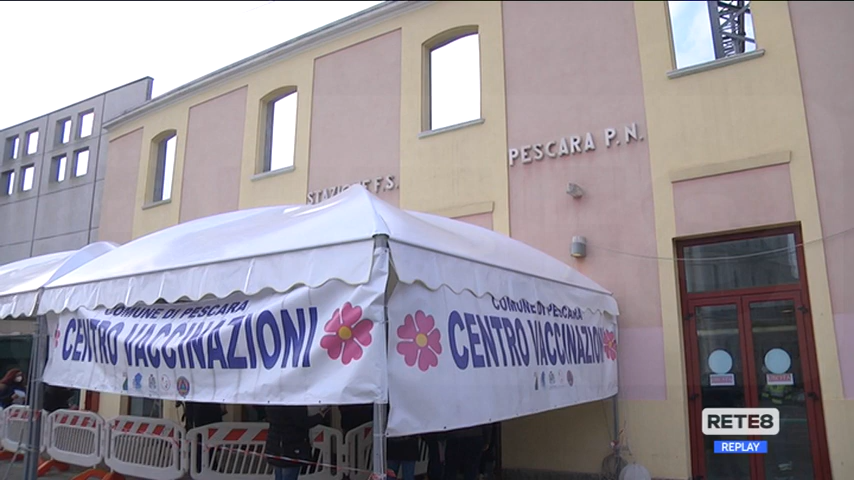 STAZIONE F.S.
PESCARA P.N.
COMUNE DI PESCARA
CENTRO VACCINAZIONI
COMUNE DI PESCARA
CENTRO VACCINAZIONI
RETE8
REPLAY